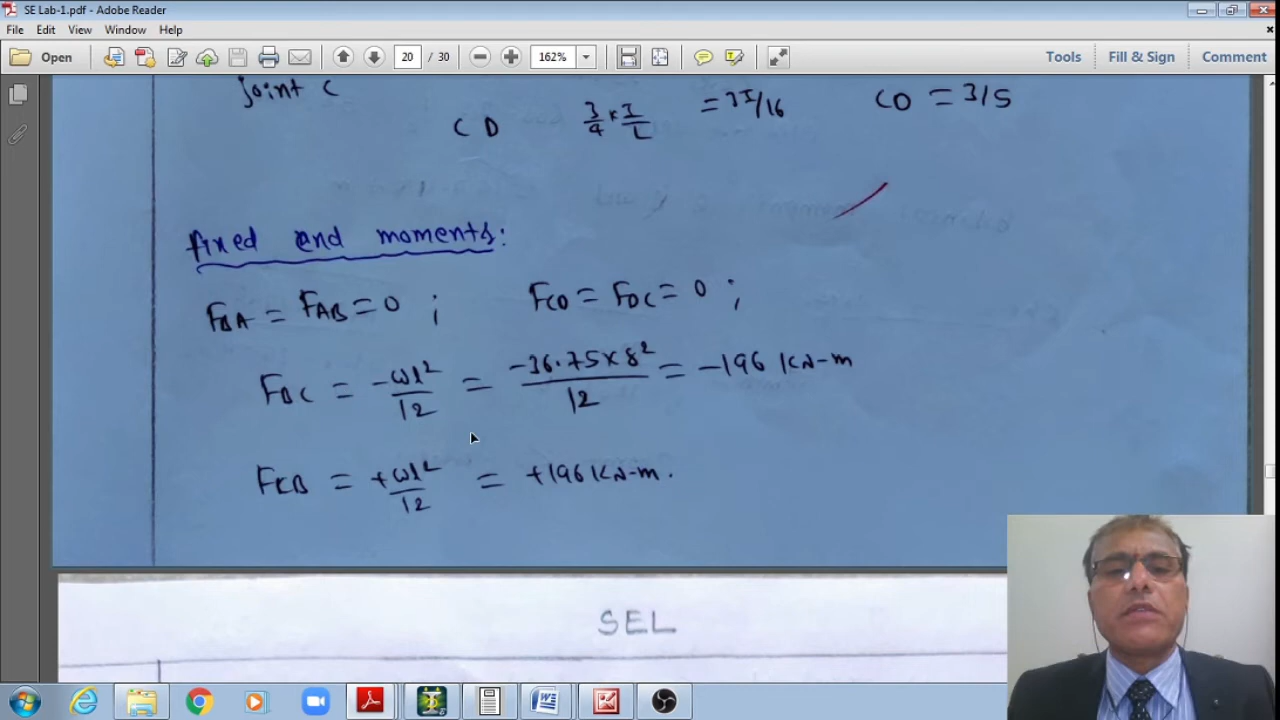 SE Lab-1.pdf - Adobe Reader
File Edit View Window Help
Open 20 / 30 162% Tools Fill & Sign Comment
Joint C
CD 3/4 × I/L = 3I/16 CD = 3/5
fixed end moments:
FBA = FAB = 0 ; FCD = FDC = 0 ;
FBC = -wl²/12 = -36.75×8²/12 = -196 KN-m
FCB = +wl²/12 = +196 KN-m.
SEL